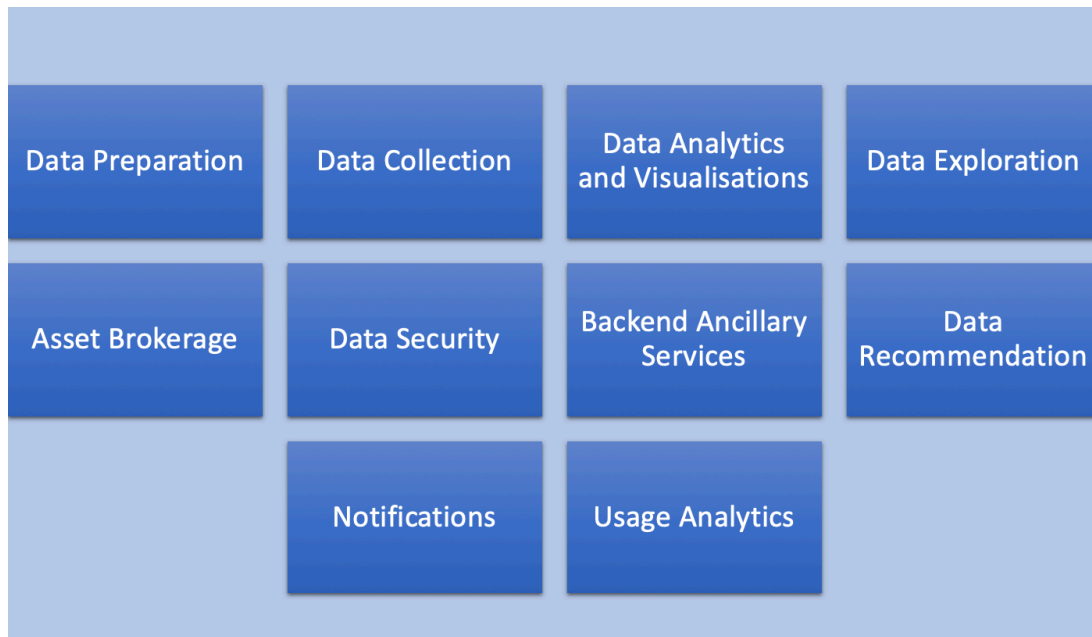 Data Preparation
Data Collection
Data Analytics
and Visualisations
Data Exploration
Asset Brokerage
Data Security
Backend Ancillary
Services
Data
Recommendation
Notifications
Usage Analytics